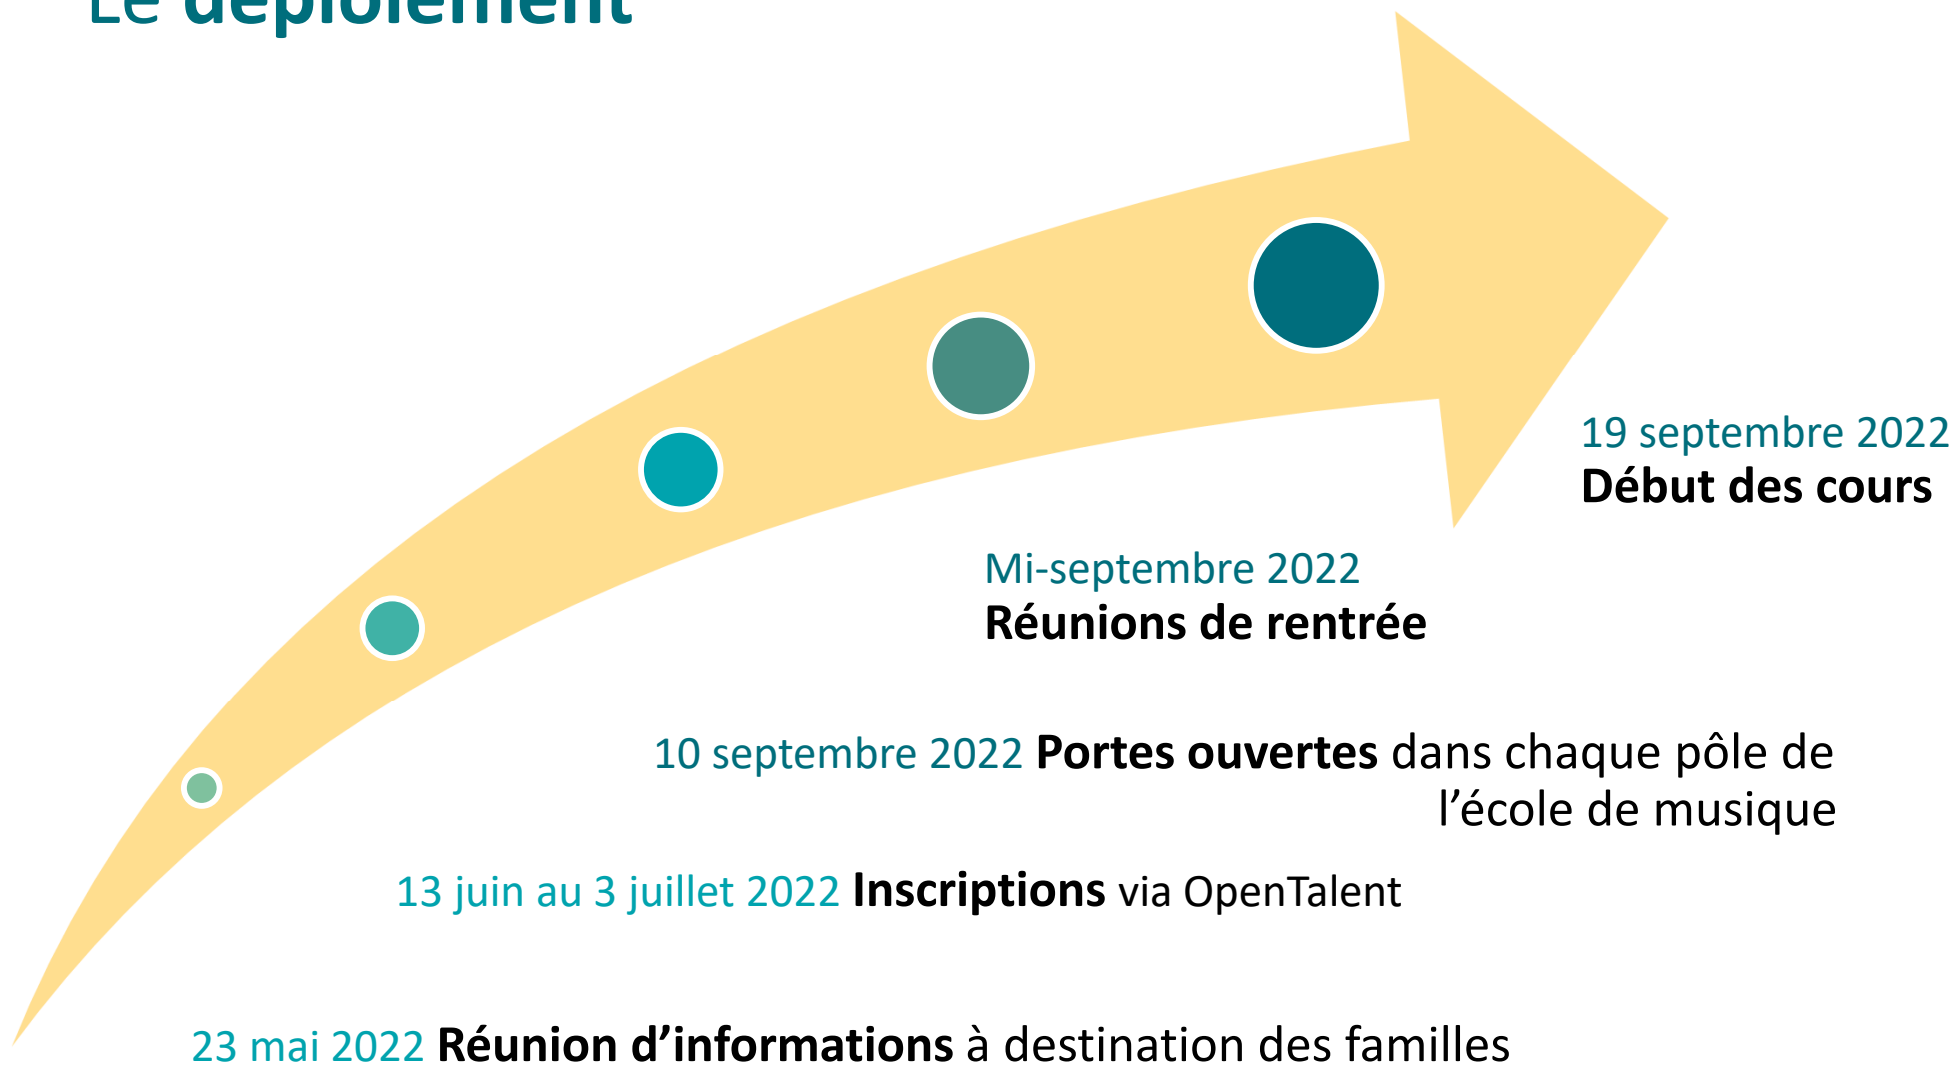 Le déploiement
19 septembre 2022
Début des cours
Mi-septembre 2022
Réunions de rentrée
10 septembre 2022 Portes ouvertes dans chaque pôle de
l’école de musique
13 juin au 3 juillet 2022 Inscriptions via OpenTalent
23 mai 2022 Réunion d’informations à destination des familles